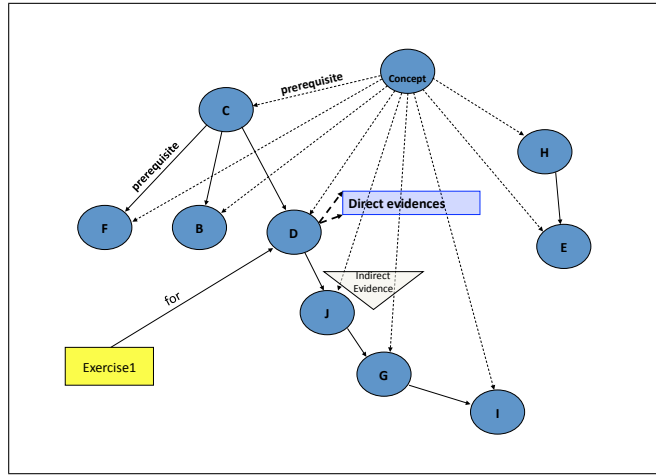 Concept
prerequisite
C
H
prerequisite
Direct evidences
F
B
D
E
Indirect
Evidence
for
J
Exercise1
G
I